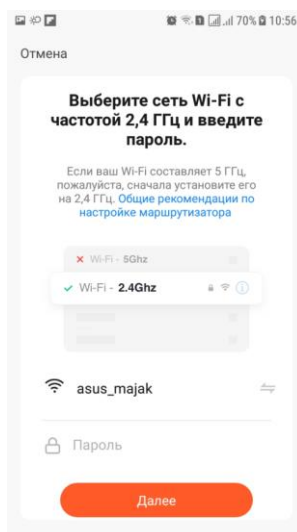 70% 10:56
Отмена
Выберите сеть Wi-Fi с
частотой 2,4 ГГц и введите
пароль.
Если ваш Wi-Fi составляет 5 ГГц,
пожалуйста, сначала установите его
на 2,4 ГГц. Общие рекомендации по
настройке маршрутизатора
Wi-Fi - 5Ghz
Wi-Fi - 2.4Ghz
asus_majak
Пароль
Далее